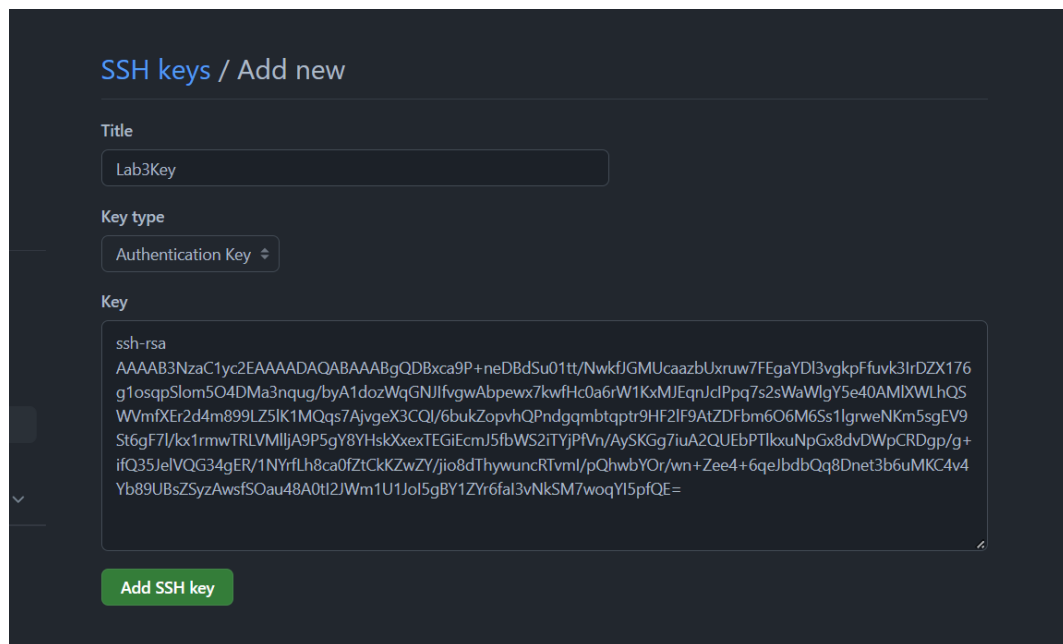 SSH keys / Add new
Title
Lab3Key
Key type
Authentication Key
Key
ssh-rsa
AAAAB3NzaC1yc2EAAAADAQABAAABgQDBxca9P+neDBdSu01tt/NwkfJGMUcaazbUxruw7FEgaYDl3vgkpFfuvk3IrDZX176
g1osqpSlom5O4DMa3nqug/byA1dozWqGNJIfvgwAbpewx7kwfHc0a6rW1KxMJEqnJcIPpq7s2sWaWlgY5e40AMlXWLhQS
WVmfXEr2d4m899LZ5lK1MQqs7AjvgeX3CQI/6bukZopvhQPndgqmbtqptr9HF2lF9AtZDFbm6O6M6Ss1lgrweNKm5sgEV9
St6gF7l/kx1rmwTRLVMlljA9P5gY8YHskXxexTEGiEcmJ5fbWS2iTYjPfVn/AySKGg7iuA2QUEbPTlkxuNpGx8dvDWpCRDgp/g+
ifQ35JelVQG34gER/1NYrfLh8ca0fZtCkKZwZY/jio8dThywuncRTvmI/pQhwbYOr/wn+Zee4+6qeJbdbQq8Dnet3b6uMKC4v4
Yb89UBsZSyzAwsfSOau48A0tI2JWm1U1JoI5gBY1ZYr6faI3vNkSM7woqYI5pfQE=
Add SSH key